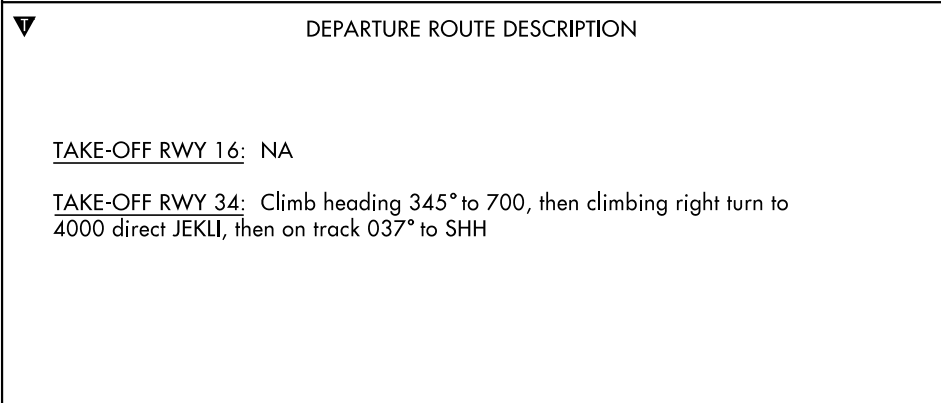 T
DEPARTURE ROUTE DESCRIPTION
TAKE-OFF RWY 16: NA
TAKE-OFF RWY 34: Climb heading 345° to 700, then climbing right turn to
4000 direct JEKLI, then on track 037° to SHH